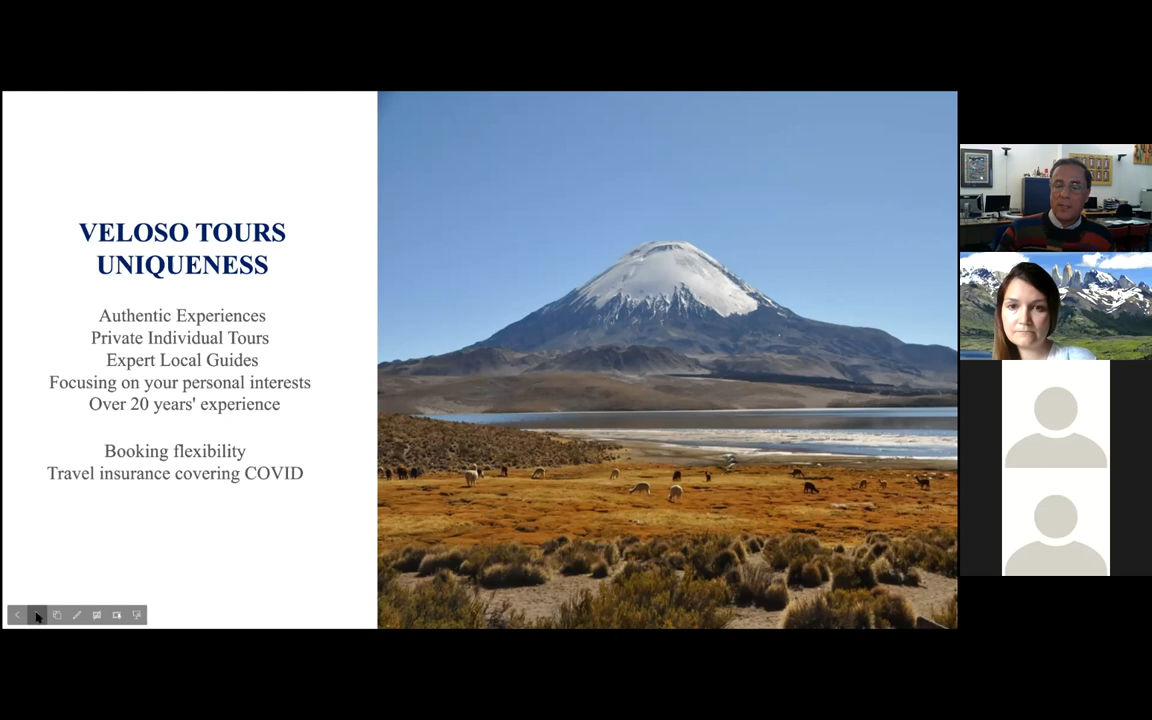 VELOSO TOURS
UNIQUENESS
Authentic Experiences
Private Individual Tours
Expert Local Guides
Focusing on your personal interests
Over 20 years' experience
Booking flexibility
Travel insurance covering COVID